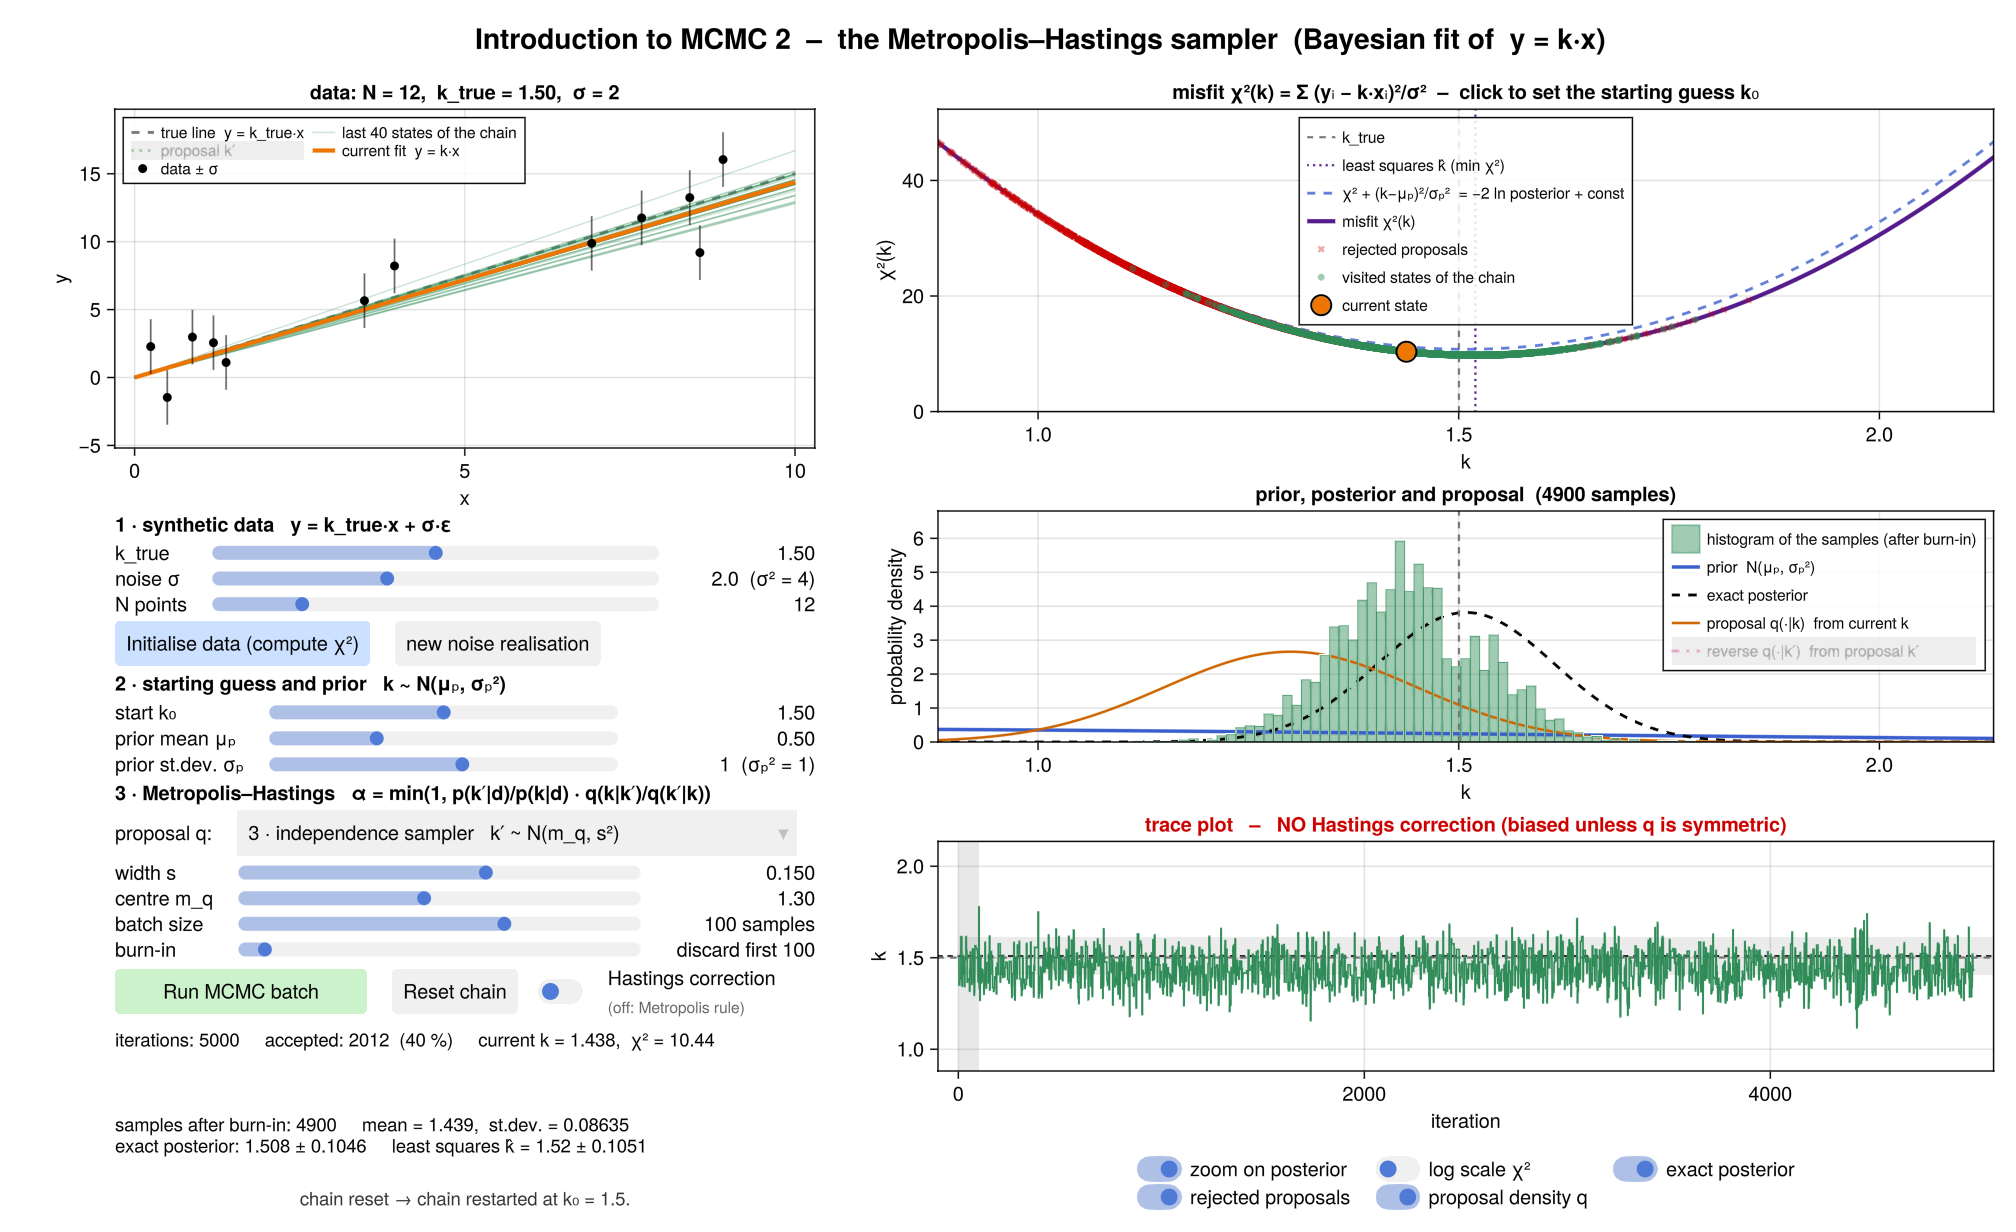 Introduction to MCMC 2 – the Metropolis–Hastings sampler (Bayesian fit of y = k·x)
data: N = 12, k_true = 1.50, σ = 2
true line y = k_true·x
last 40 states of the chain
proposal k′
current fit y = k·x
data ± σ
15
10
5
0
−5
y
0
5
10
x
1 · synthetic data y = k_true·x + σ·ε
k_true
1.50
noise σ
2.0 (σ² = 4)
N points
12
Initialise data (compute χ²)
new noise realisation
2 · starting guess and prior k ~ N(μₚ, σₚ²)
start k₀
1.50
prior mean μₚ
0.50
prior st.dev. σₚ
1 (σₚ² = 1)
3 · Metropolis–Hastings α = min(1, p(k′|d)/p(k|d) · q(k|k′)/q(k′|k))
proposal q:
3 · independence sampler k′ ~ N(m_q, s²)
width s
0.150
centre m_q
1.30
batch size
100 samples
burn-in
discard first 100
Run MCMC batch
Reset chain
Hastings correction
(off: Metropolis rule)
iterations: 5000 accepted: 2012 (40 %) current k = 1.438, χ² = 10.44
samples after burn-in: 4900 mean = 1.439, st.dev. = 0.08635
exact posterior: 1.508 ± 0.1046 least squares k̂ = 1.52 ± 0.1051
chain reset → chain restarted at k₀ = 1.5.
misfit χ²(k) = Σ (yᵢ – k·xᵢ)²/σ² – click to set the starting guess k₀
k_true
least squares k̂ (min χ²)
χ² + (k−μₚ)²/σₚ² = −2 ln posterior + const
misfit χ²(k)
rejected proposals
visited states of the chain
current state
40
20
0
χ²(k)
1.0
1.5
2.0
k
prior, posterior and proposal (4900 samples)
histogram of the samples (after burn-in)
prior N(μₚ, σₚ²)
exact posterior
proposal q(·|k) from current k
reverse q(·|k′) from proposal k′
6
5
4
3
2
1
0
probability density
1.0
1.5
2.0
k
trace plot – NO Hastings correction (biased unless q is symmetric)
2.0
1.5
1.0
k
0
2000
4000
iteration
zoom on posterior
log scale χ²
exact posterior
rejected proposals
proposal density q